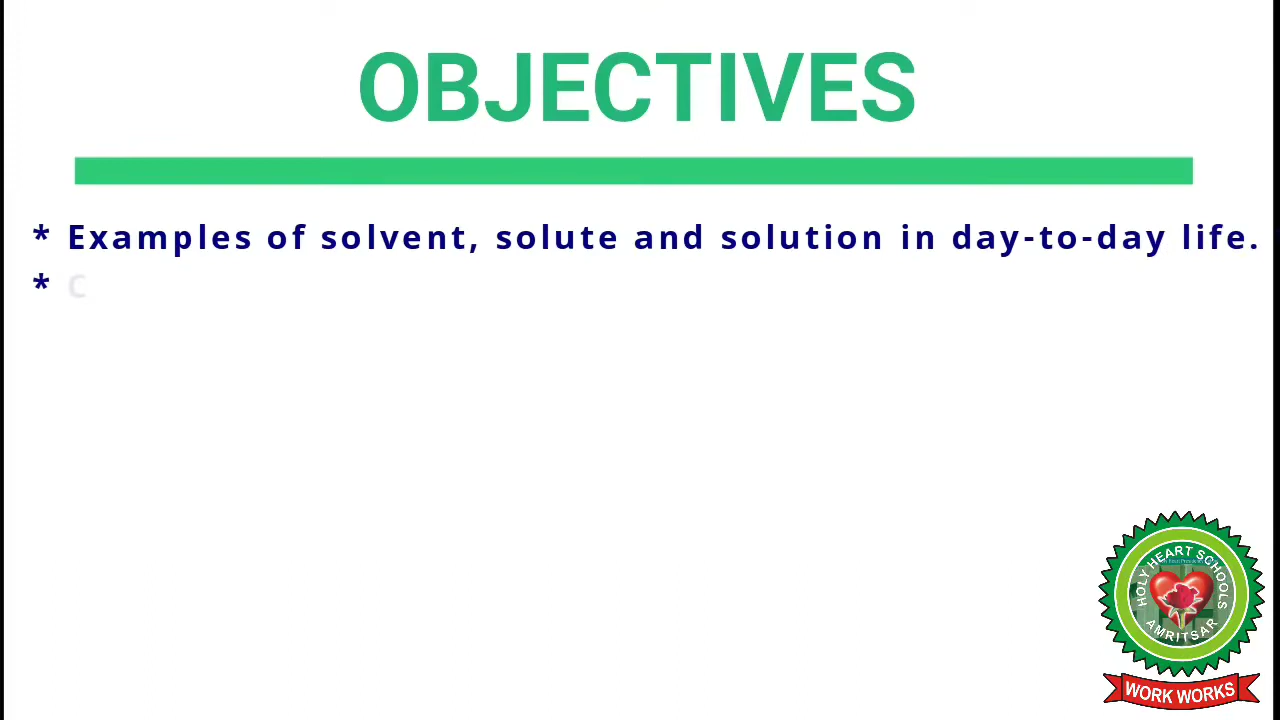 OBJECTIVES
* Examples of solvent, solute and solution in day-to-day life.
* C
HOLY HEART SCHOOLS
AMRITSAR
WORK WORKS